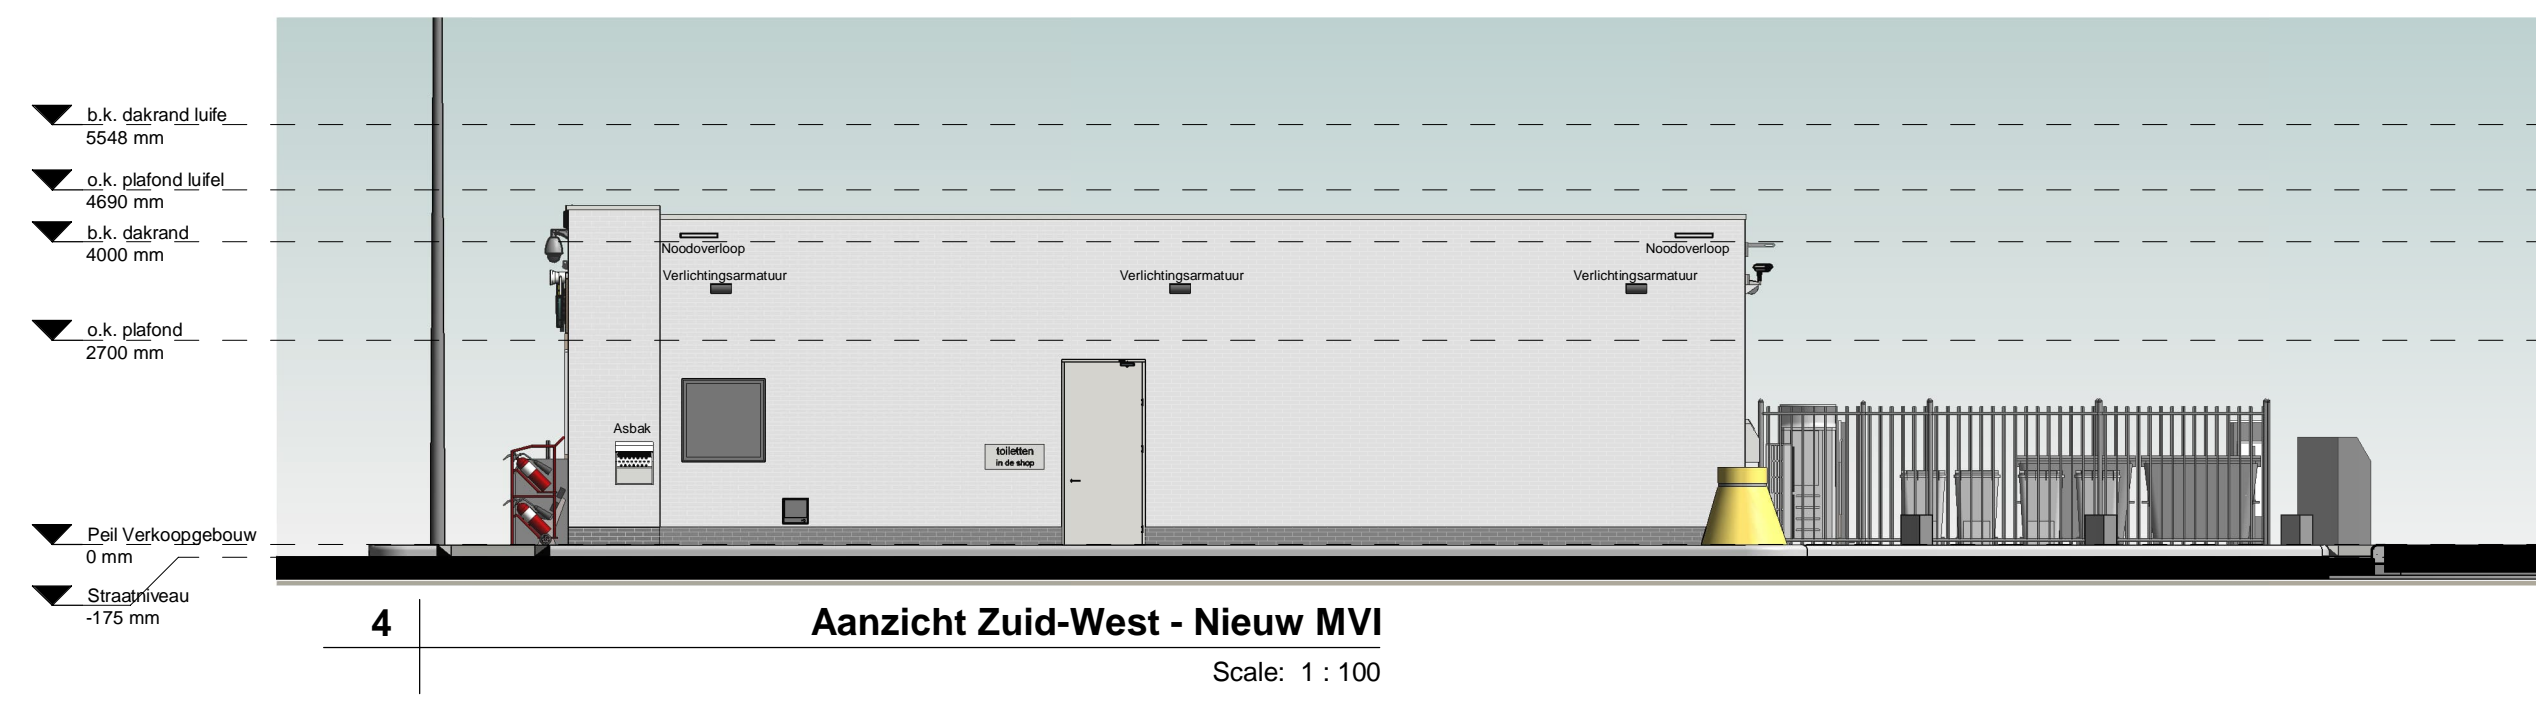 b.k. dakrand luife
5548 mm
o.k. plafond luifel
4690 mm
b.k. dakrand
4000 mm
Noodoverloop
Noodoverloop
Verlichtingsarmatuur
Verlichtingsarmatuur
Verlichtingsarmatuur
o.k. plafond
2700 mm
Asbak
toiletten
in de shop
Peil Verkoopgebouw
0 mm
Straatniveau
-175 mm
4
Aanzicht Zuid-West - Nieuw MVI
Scale: 1 : 100